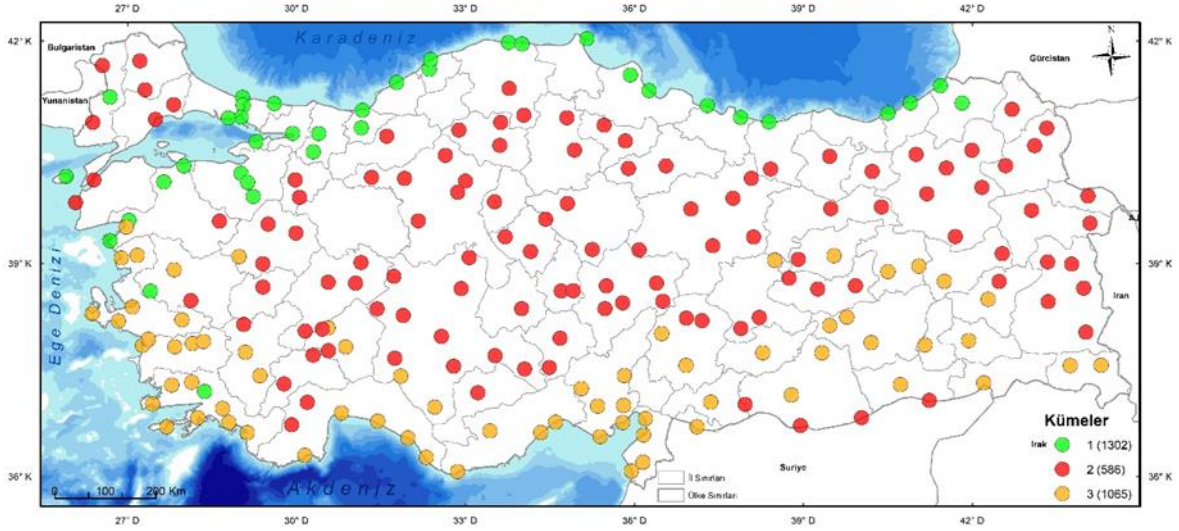 27° D 30° D 33° D 36° D 39° D 42° D
42° K Karadeniz 42° K
Bulgaristan
Gürcistan
N
Yunanistan
Ege Denizi
39° K 39° K
Iran
Kümeler
Irak
1 (1302)
2 (586)
3 (1065)
Suriye
36° K 36° K
Akdeniz
İl Sınırları
Ülke Sınırları
0 100 200 Km
27° D 30° D 33° D 36° D 39° D 42° D